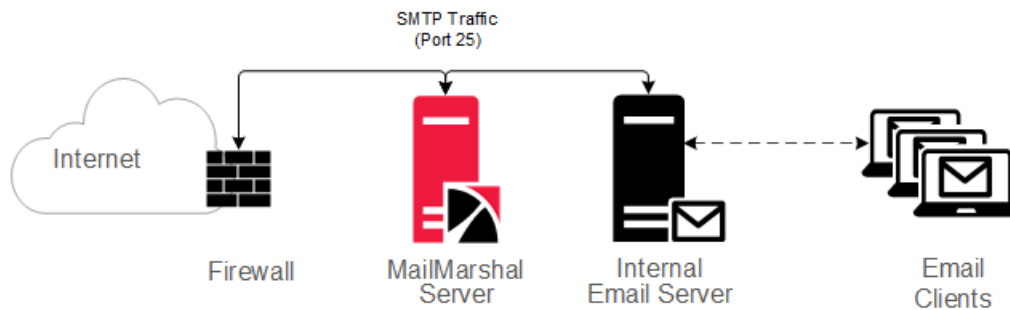 SMTP Traffic
(Port 25)
Internet
Firewall
MailMarshal
Server
Internal
Email Server
Email
Clients